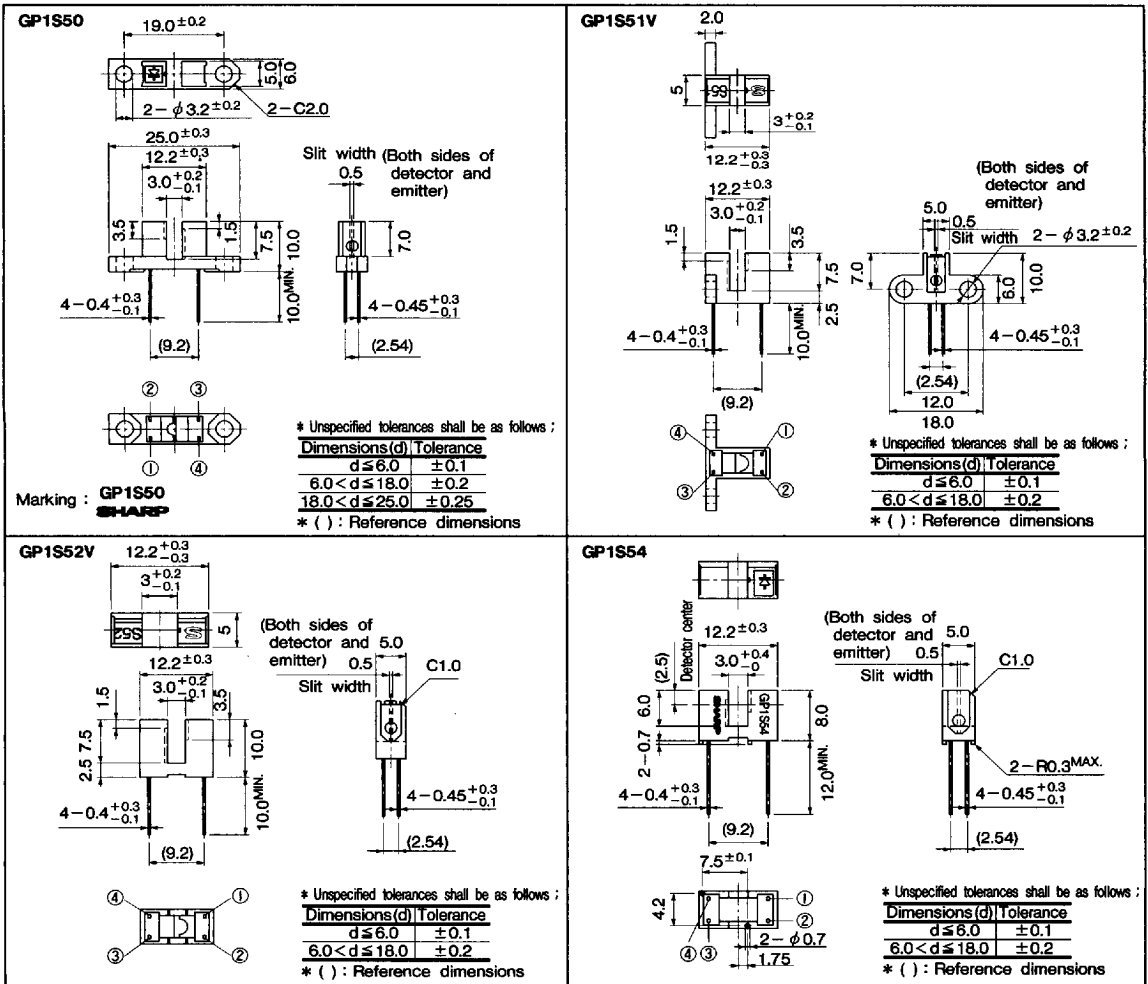 GP1S50
19.0±0.2
5.0
6.0
2-φ3.2±0.2
2-C2.0
25.0±0.3
12.2±0.3
3.0+0.2-0.1
Slit width (Both sides of
detector and
emitter)
0.5
3.5
1.5
7.5
10.0
7.0
10.0MIN.
4-0.4+0.3-0.1
4-0.45+0.3-0.1
(9.2)
(2.54)
② ③
① ④
Marking : GP1S50
SHARP
* Unspecified tolerances shall be as follows ;
Dimensions(d) Tolerance
d≦6.0 ±0.1
6.0<d≦18.0 ±0.2
18.0<d≦25.0 ±0.25
* ( ) : Reference dimensions
GP1S51V
2.0
5
S5
S
3+0.2-0.1
12.2+0.3-0.3
12.2±0.3
3.0+0.2-0.1
(Both sides of
detector and
emitter)
5.0
0.5
Slit width
2-φ3.2±0.2
1.5
3.5
7.5
2.5
7.0
6.0
10.0
10.0MIN.
4-0.4+0.3-0.1
4-0.45+0.3-0.1
(9.2)
(2.54)
12.0
18.0
④ ①
③ ②
* Unspecified tolerances shall be as follows ;
Dimensions(d) Tolerance
d≦6.0 ±0.1
6.0<d≦18.0 ±0.2
* ( ) : Reference dimensions
GP1S52V
12.2+0.3-0.3
3+0.2-0.1
S52
S
5
12.2±0.3
3.0+0.2-0.1
(Both sides of
detector and
emitter)
5.0
0.5
Slit width
C1.0
1.5
3.5
7.5
2.5
10.0
10.0MIN.
4-0.4+0.3-0.1
4-0.45+0.3-0.1
(9.2)
(2.54)
④ ①
③ ②
* Unspecified tolerances shall be as follows ;
Dimensions(d) Tolerance
d≦6.0 ±0.1
6.0<d≦18.0 ±0.2
* ( ) : Reference dimensions
GP1S54
Detector center
(2.5)
12.2±0.3
3.0+0.4-0
(Both sides of
detector and
emitter)
5.0
0.5
Slit width
C1.0
6.0
SHARP
GP1S54
8.0
2-0.7
12.0MIN.
2-R0.3MAX.
4-0.4+0.3-0.1
4-0.45+0.3-0.1
(9.2)
(2.54)
7.5±0.1
4.2
①
②
④ ③
2-φ0.7
1.75
* Unspecified tolerances shall be as follows ;
Dimensions(d) Tolerance
d≦6.0 ±0.1
6.0<d≦18.0 ±0.2
* ( ) : Reference dimensions